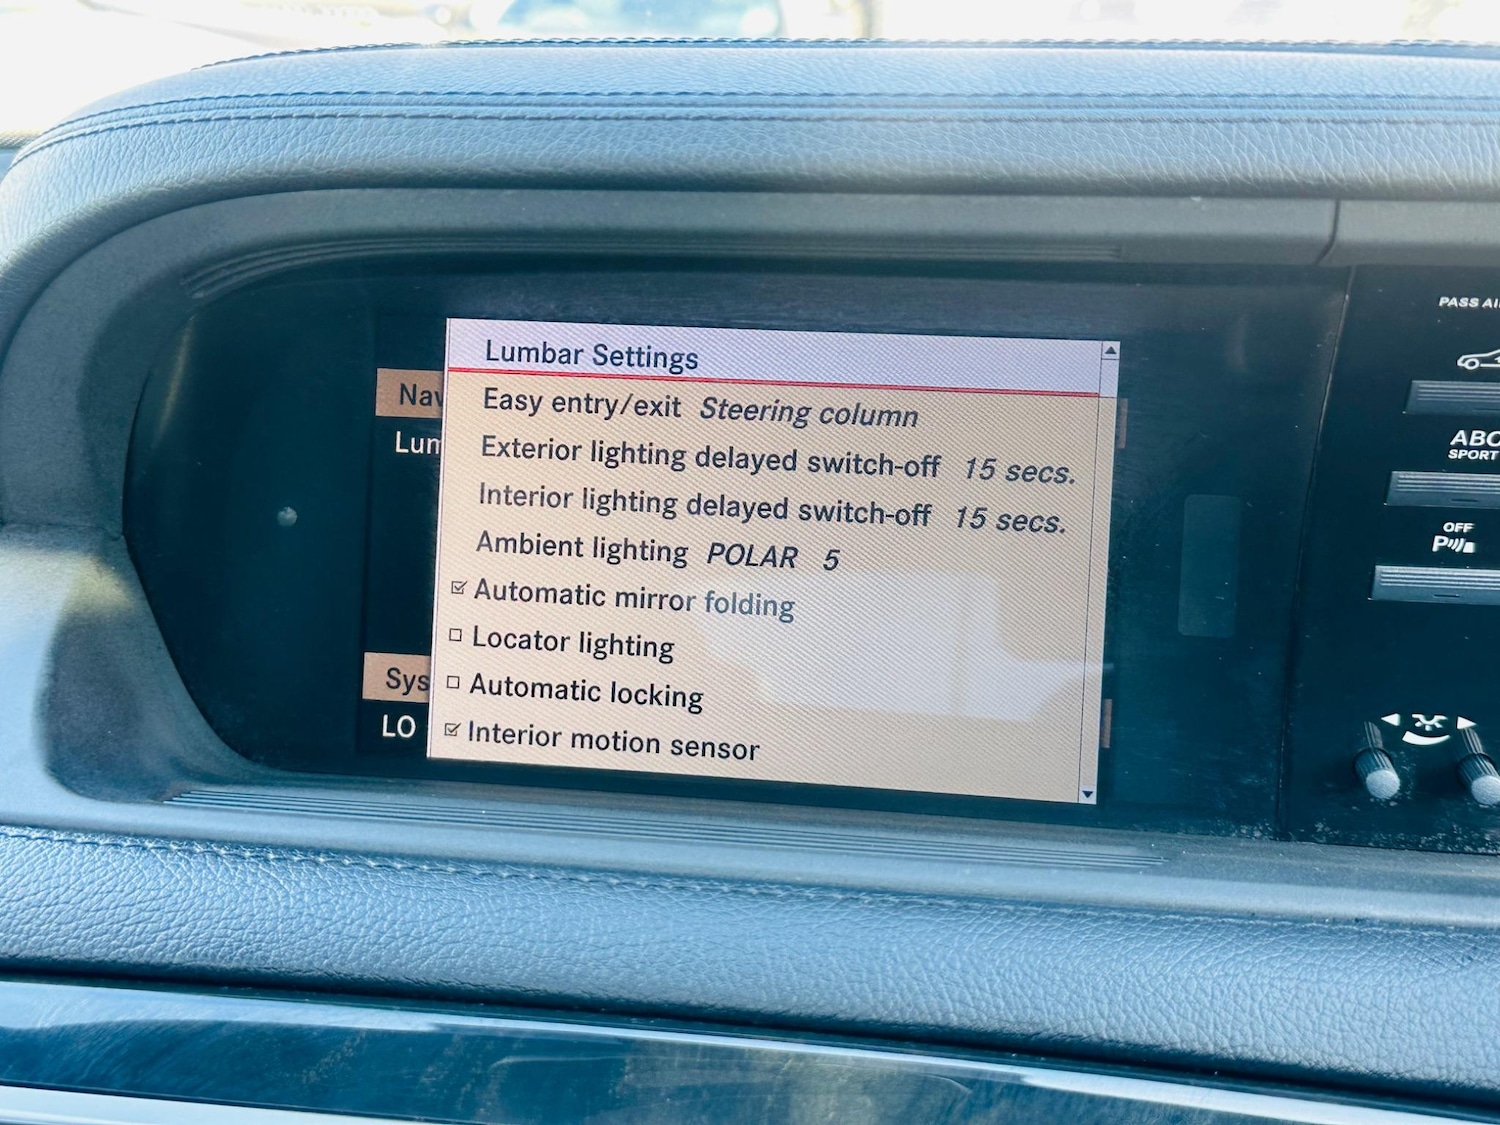 Lumbar Settings
Easy entry/exit Steering column
Exterior lighting delayed switch-off 15 secs.
Interior lighting delayed switch-off 15 secs.
Ambient lighting POLAR 5
Automatic mirror folding
Locator lighting
Automatic locking
Interior motion sensor
Nav
Lum
Sys
LO
PASS AI
ABC
SPORT
OFF
P